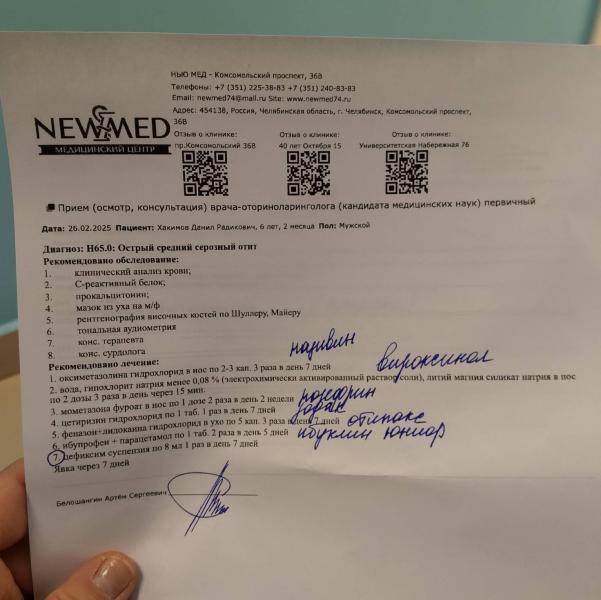 НЬЮ МЕД - Комсомольский проспект, 36В
Телефоны: +7 (351) 225-38-83 +7 (351) 240-83-83
Email: newmed74@mail.ru Site: www.newmed74.ru
Адрес: 454138, Россия, Челябинская область, г. Челябинск, Комсомольский проспект,
36В
NEWMED
МЕДИЦИНСКИЙ ЦЕНТР
Отзыв о клинике: Отзыв о клинике: Отзыв о клинике:
пр.Комсомольский 36В 40 лет Октября 15 Университетская Набережная 76
Прием (осмотр, консультация) врача-оториноларинголога (кандидата медицинских наук) первичный
Дата: 26.02.2025 Пациент: Хакимов Данил Радикович, 6 лет, 2 месяца Пол: Мужской
Диагноз: H65.0: Острый средний серозный отит
Рекомендовано обследование:
1. клинический анализ крови;
2. С-реактивный белок;
3. прокальцитонин;
4. мазок из уха на м/ф
5. рентгенография височных костей по Шуллеру, Майеру
6. тональная аудиометрия
7. конс. терапевта
8. конс. сурдолога
називин
Рекомендовано лечение:
1. оксиметазолина гидрохлорид в нос по 2-3 кап. 3 раза в день 7 дней вироксинол
2. вода, гипохлорит натрия менее 0,08 % (электрохимически активированный раствор соли), литий магния силикат натрия в нос
по 2 дозы 3 раза в день через 15 мин.
3. мометазона фуроат в нос по 1 дозе 2 раза в день 2 недели
4. цетиризин гидрохлорид по 1 таб. 1 раз в день 7 дней
5. феназон+лидокаина гидрохлорид в ухо по 5 кап. 3 раза в день 7 дней отипакс
6. ибупрофен + парацетамол по 1 таб. 2 раза в день 5 дней ибуклин юниор
7. цефиксим суспензия по 8 мл 1 раз в день 7 дней
Явка через 7 дней
Белошангин Артём Сергеевич